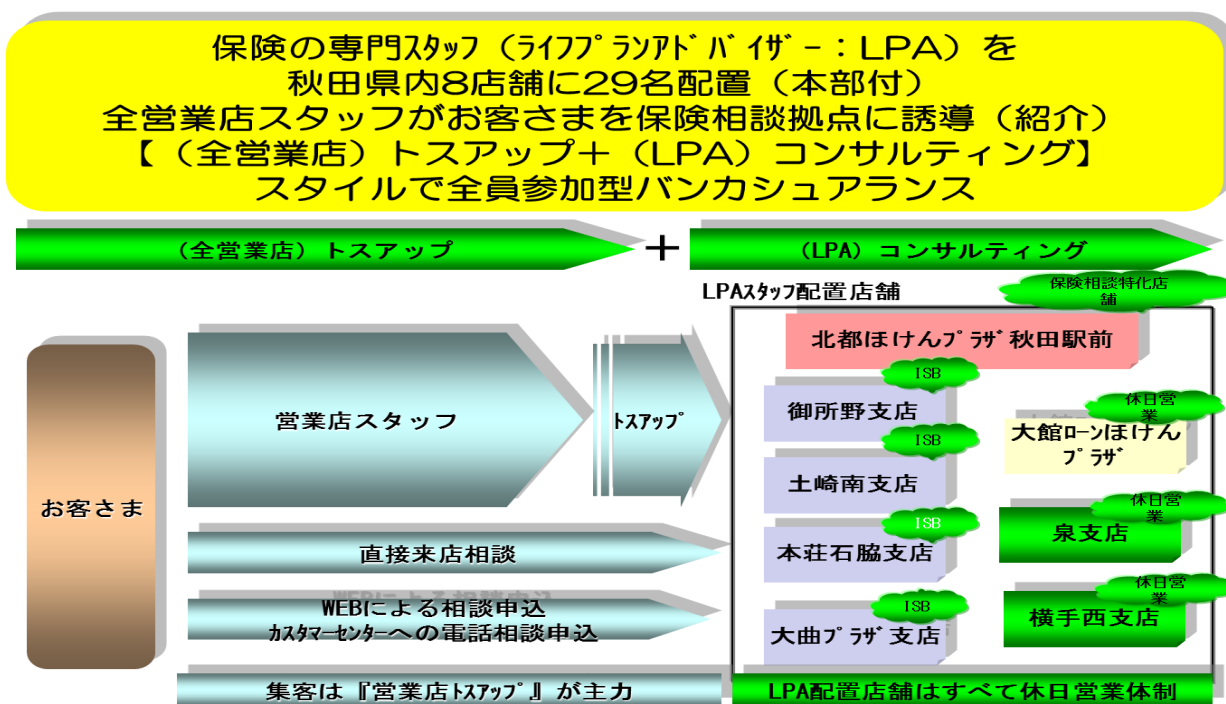 保険の専門スタッフ（ﾗｲﾌﾌﾟﾗﾝｱﾄﾞﾊﾞｲｻﾞｰ：LPA）を
秋田県内8店舗に29名配置（本部付）
全営業店スタッフがお客さまを保険相談拠点に誘導（紹介）
【（全営業店）トスアップ＋（LPA）コンサルティング】
スタイルで全員参加型バンカシュアランス
（全営業店）トスアップ
＋
（LPA）コンサルティング
LPAｽﾀｯﾌ配置店舗
保険相談特化店
舗
北都ほけんﾌﾟﾗｻﾞ秋田駅前
お客さま
営業店スタッフ
ﾄｽｱｯﾌﾟ
ISB
御所野支店
ISB
土崎南支店
ISB
本荘石脇支店
ISB
大曲ﾌﾟﾗｻﾞ支店
休日営
業
大館ﾛｰﾝほけん
ﾌﾟﾗｻﾞ
休日営
業
泉支店
休日営
業
横手西支店
直接来店相談
WEBによる相談申込
ｶｽﾀﾏｰｾﾝﾀｰへの電話相談申込
集客は『営業店ﾄｽｱｯﾌﾟ』が主力
LPA配置店舗はすべて休日営業体制